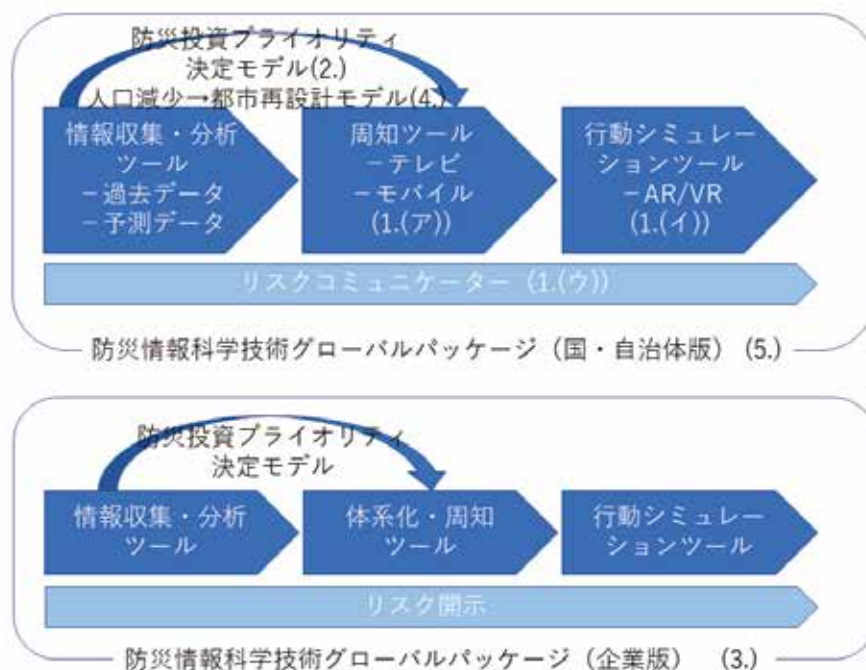 防災投資プライオリティ
決定モデル(2.)
人口減少→都市再設計モデル(4.)
情報収集・分析
ツール
－過去データ
－予測データ
周知ツール
－テレビ
－モバイル
(1.(ア))
行動シミュレー
ションツール
－AR/VR
(1.(イ))
リスクコミュニケーター (1.(ウ))
防災情報科学技術グローバルパッケージ（国・自治体版） (5.)
防災投資プライオリティ
決定モデル
情報収集・分析
ツール
体系化・周知
ツール
行動シミュレー
ションツール
リスク開示
防災情報科学技術グローバルパッケージ（企業版） (3.)